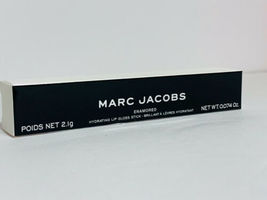 MARC JACOBS
ENAMORED
HYDRATING LIP GLOSS STICK - BRILLANT À LÈVRES HYDRATANT
POIDS NET 2.1g
NET WT 0.074 Oz.